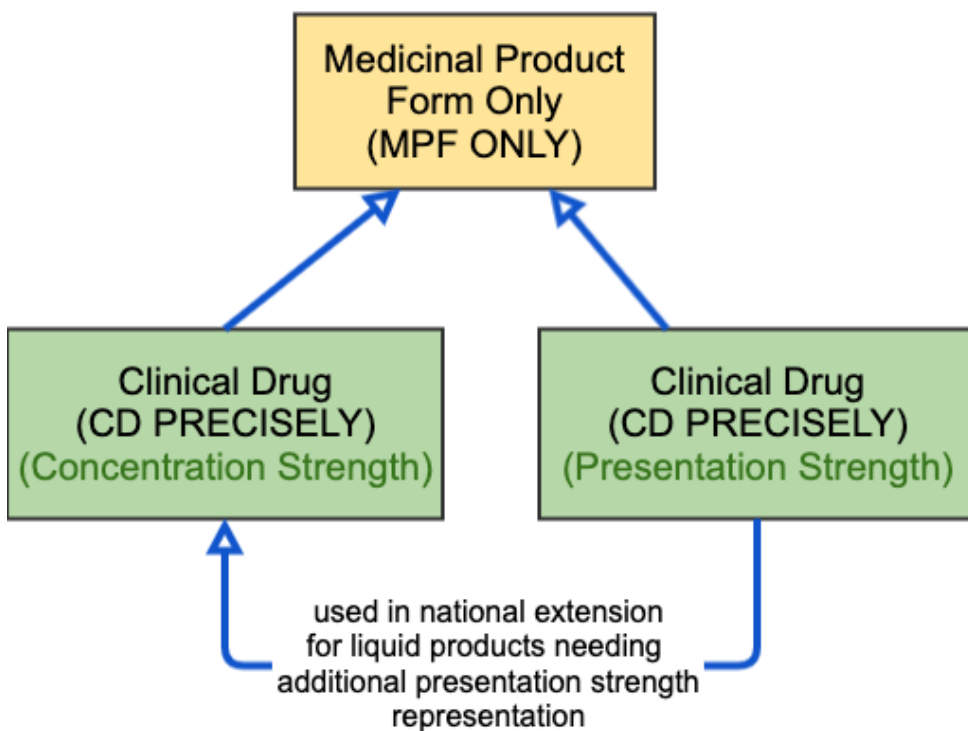 Medicinal Product
Form Only
(MPF ONLY)
Clinical Drug
(CD PRECISELY)
(Concentration Strength)
Clinical Drug
(CD PRECISELY)
(Presentation Strength)
used in national extension
for liquid products needing
additional presentation strength
representation